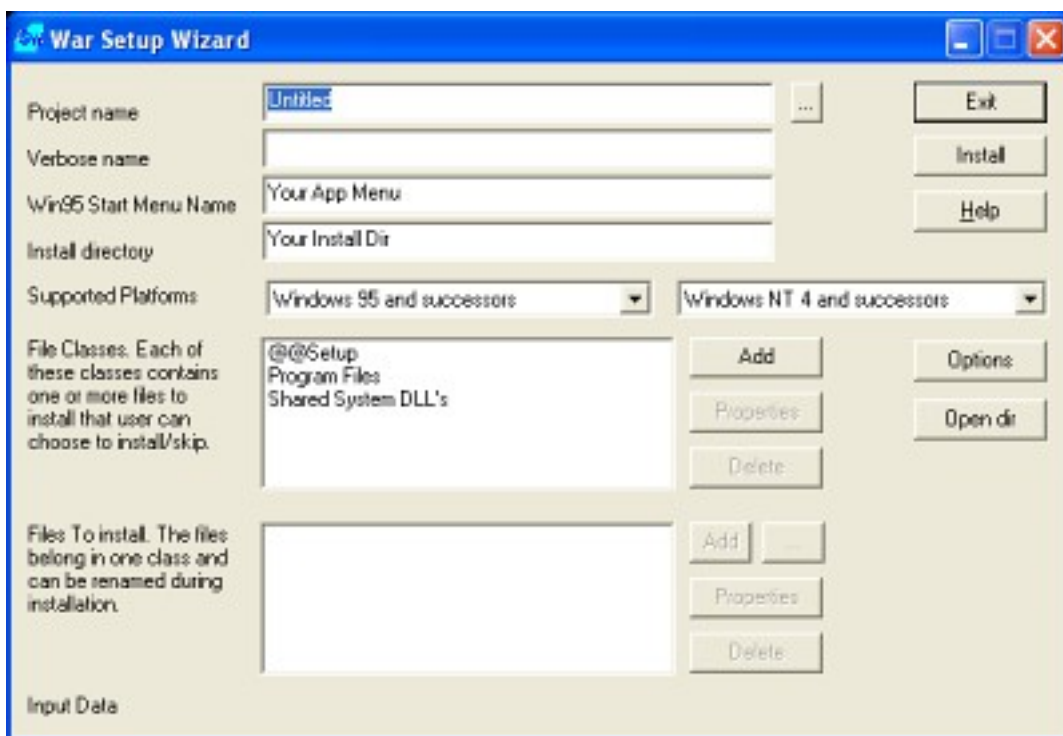 War Setup Wizard
Project name
Untitled
...
Exit
Verbose name
Install
Win95 Start Menu Name
Your App Menu
Help
Install directory
Your Install Dir
Supported Platforms
Windows 95 and successors
Windows NT 4 and successors
File Classes. Each of
these classes contains
one or more files to
install that user can
choose to install/skip.
@@Setup
Program Files
Shared System DLL's
Add
Properties
Delete
Options
Open dir
Files To install. The files
belong in one class and
can be renamed during
installation.
Add
...
Properties
Delete
Input Data